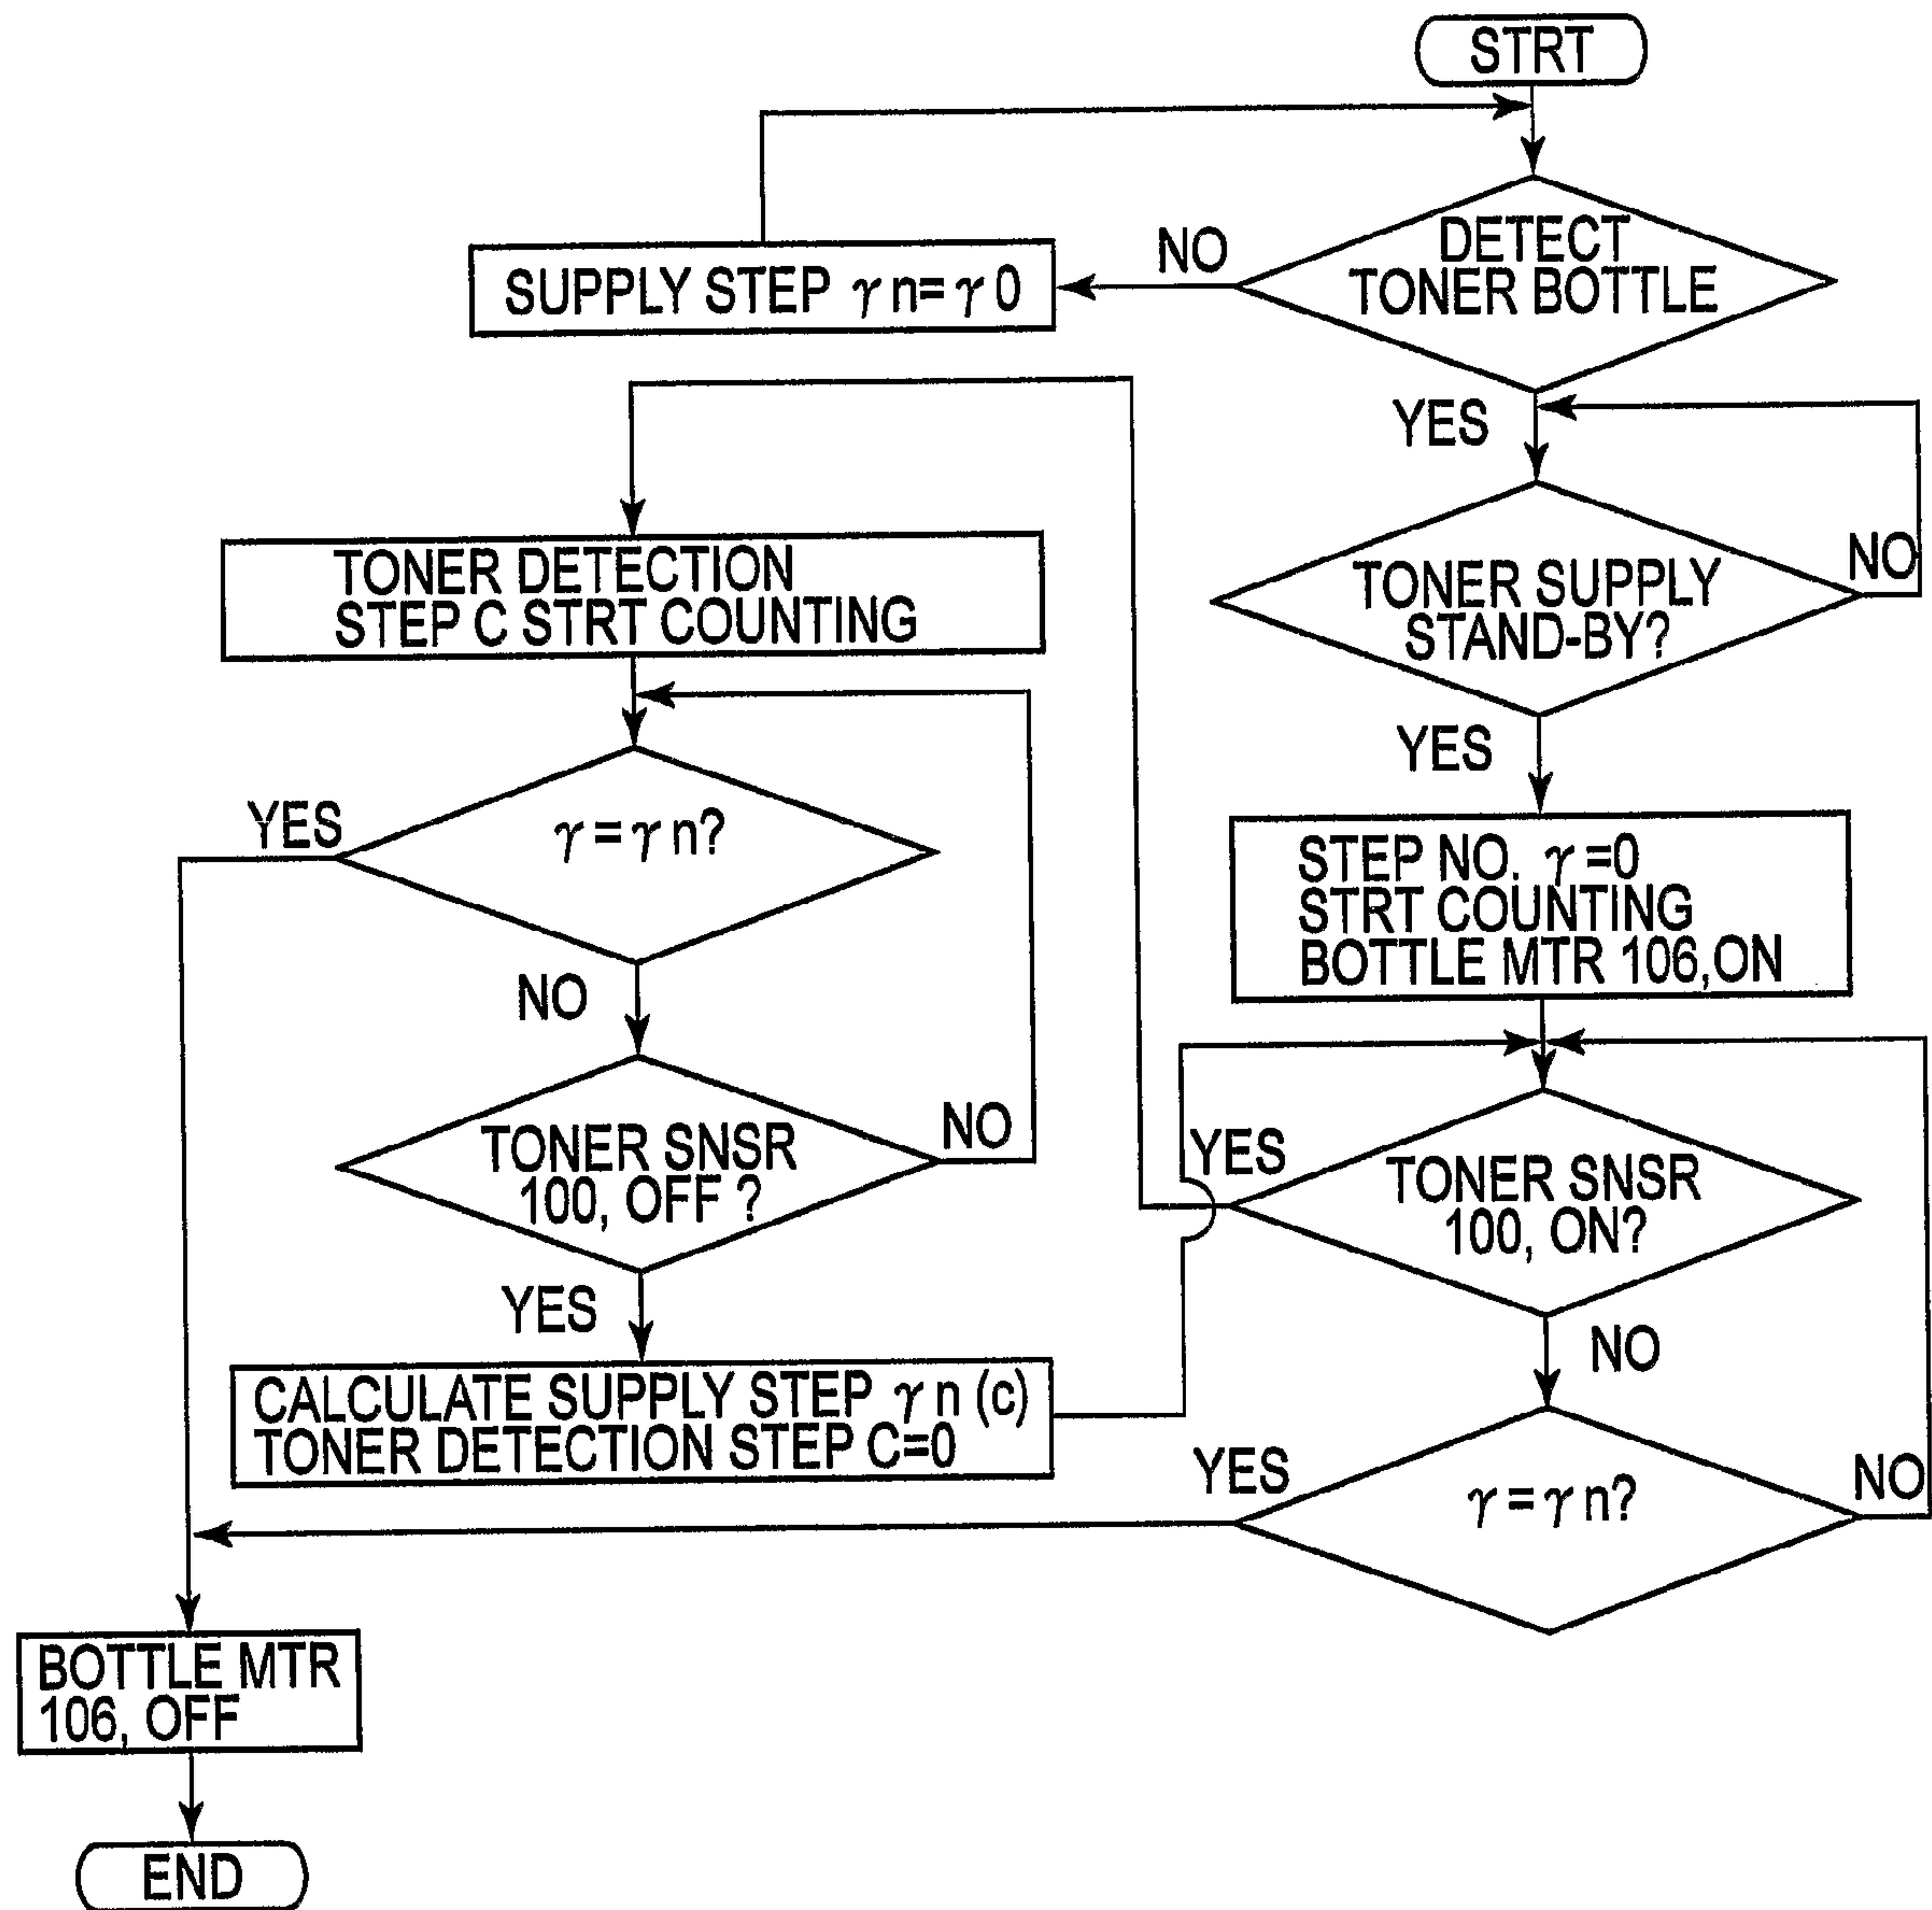 STRT
DETECT
TONER BOTTLE
NO
SUPPLY STEP γn=γ0
YES
TONER SUPPLY
STAND-BY?
NO
YES
STEP NO. γ=0
STRT COUNTING
BOTTLE MTR 106,ON
TONER SNSR
100, ON?
YES
NO
γ=γn?
YES
NO
TONER DETECTION
STEP C STRT COUNTING
γ=γn?
YES
NO
TONER SNSR
100, OFF ?
NO
YES
CALCULATE SUPPLY STEP γn (c)
TONER DETECTION STEP C=0
BOTTLE MTR
106, OFF
END